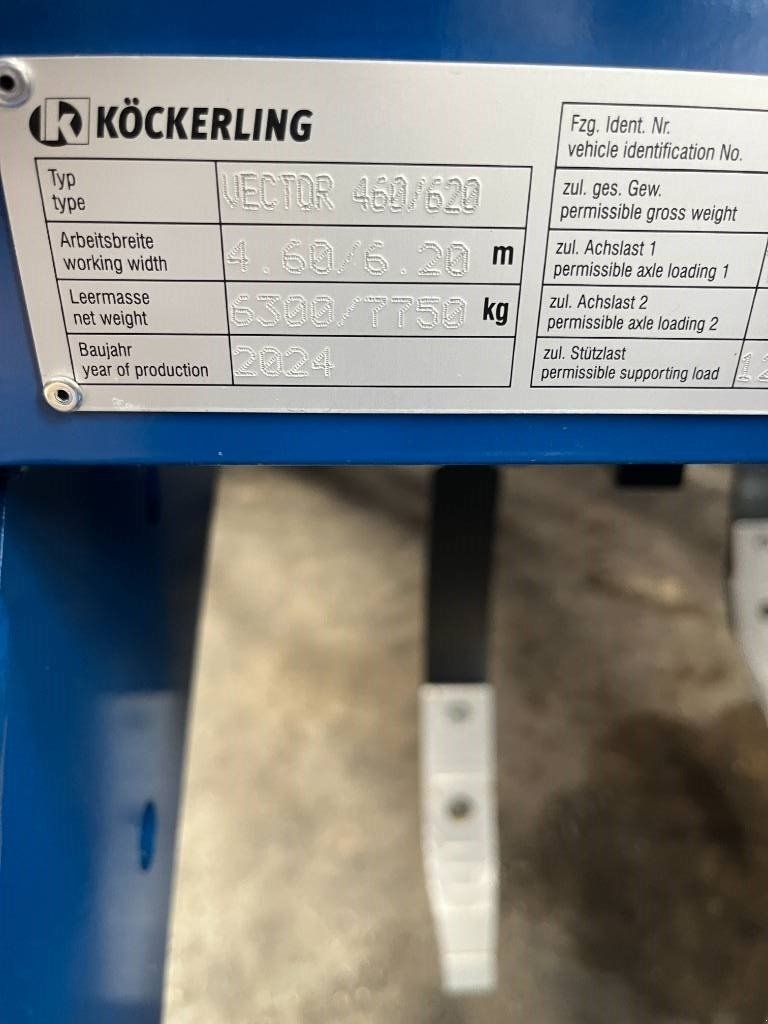 KÖCKERLING
Typ
type
VECTOR 460/620
Arbeitsbreite
working width
4.60/6.20 m
Leermasse
net weight
6300/7750 kg
Baujahr
year of production
2024
Fzg. Ident. Nr.
vehicle identification No.
zul. ges. Gew.
permissible gross weight
zul. Achslast 1
permissible axle loading 1
zul. Achslast 2
permissible axle loading 2
zul. Stützlast
permissible supporting load